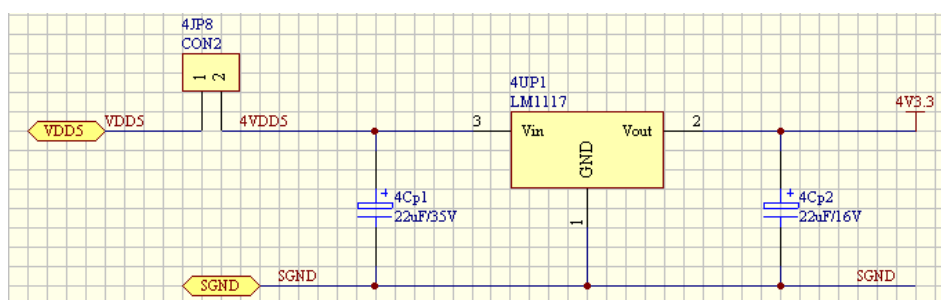 4JP8
CON2
1 2
4UP1
LM1117
4V3.3
VDD5 VDD5 4VDD5 3 Vin Vout 2
GND
1
+ 4Cp1
22uF/35V
+ 4Cp2
22uF/16V
SGND SGND SGND